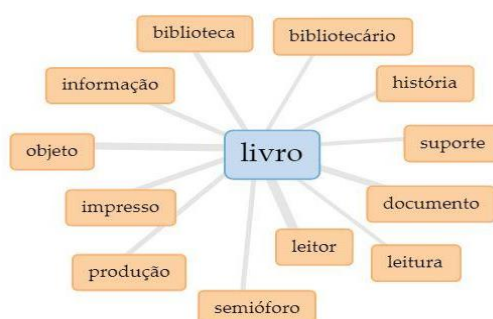 biblioteca
bibliotecário
informação
história
objeto
livro
suporte
impresso
documento
leitor
leitura
produção
semióforo